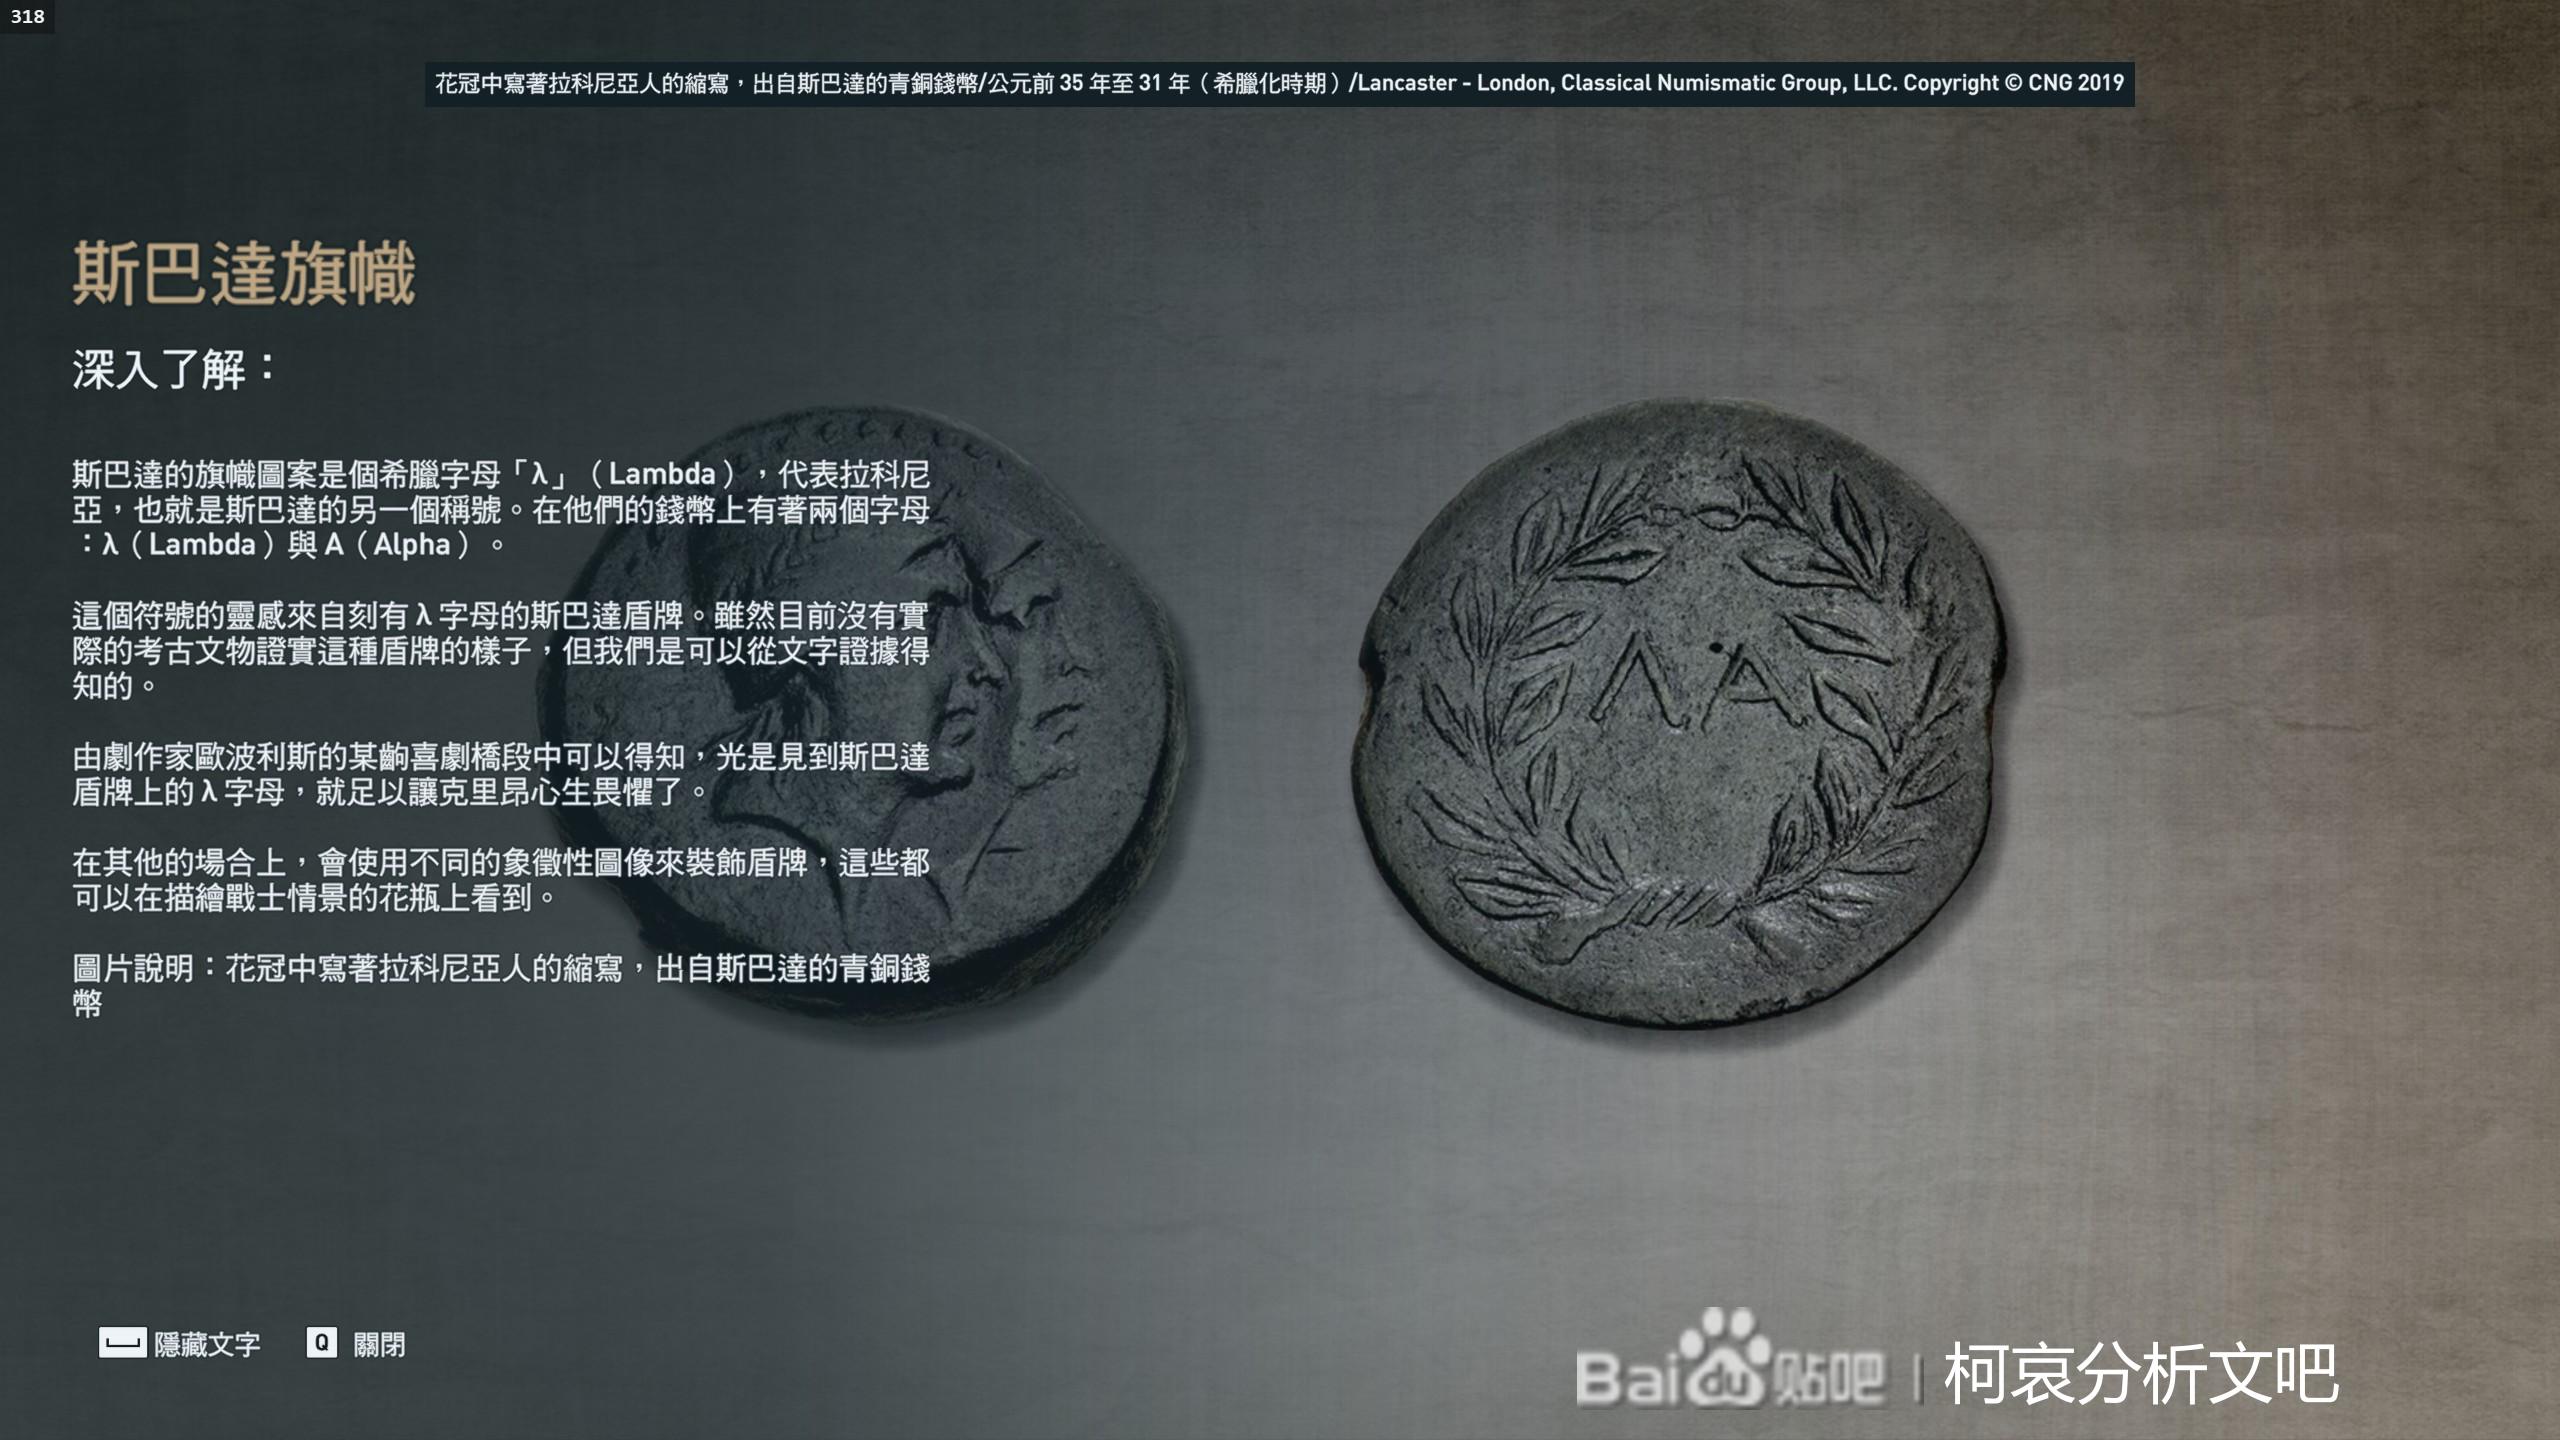 318
花冠中寫著拉科尼亞人的縮寫，出自斯巴達的青銅錢幣/公元前 35 年至 31 年（希臘化時期）/Lancaster - London, Classical Numismatic Group, LLC. Copyright © CNG 2019
斯巴達旗幟
深入了解：
斯巴達的旗幟圖案是個希臘字母「λ」（Lambda），代表拉科尼
亞，也就是斯巴達的另一個稱號。在他們的錢幣上有著兩個字母
：λ（Lambda）與 A（Alpha）。
這個符號的靈感來自刻有 λ 字母的斯巴達盾牌。雖然目前沒有實
際的考古文物證實這種盾牌的樣子，但我們是可以從文字證據得
知的。
由劇作家歐波利斯的某齣喜劇橋段中可以得知，光是見到斯巴達
盾牌上的 λ 字母，就足以讓克里昂心生畏懼了。
在其他的場合上，會使用不同的象徵性圖像來裝飾盾牌，這些都
可以在描繪戰士情景的花瓶上看到。
圖片說明：花冠中寫著拉科尼亞人的縮寫，出自斯巴達的青銅錢
幣
ΛΑ
隱藏文字 Q 關閉
Bai du 贴吧 | 柯哀分析文吧